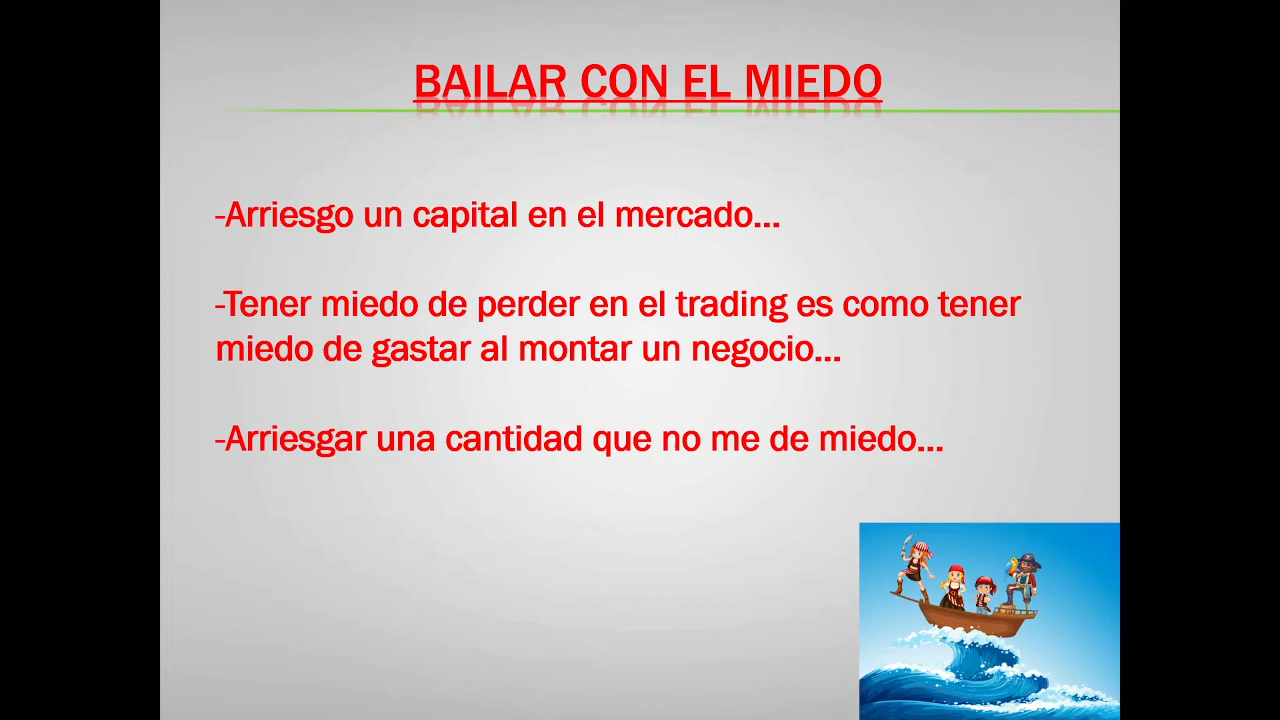 BAILAR CON EL MIEDO
-Arriesgo un capital en el mercado...
-Tener miedo de perder en el trading es como tener
miedo de gastar al montar un negocio...
-Arriesgar una cantidad que no me de miedo...